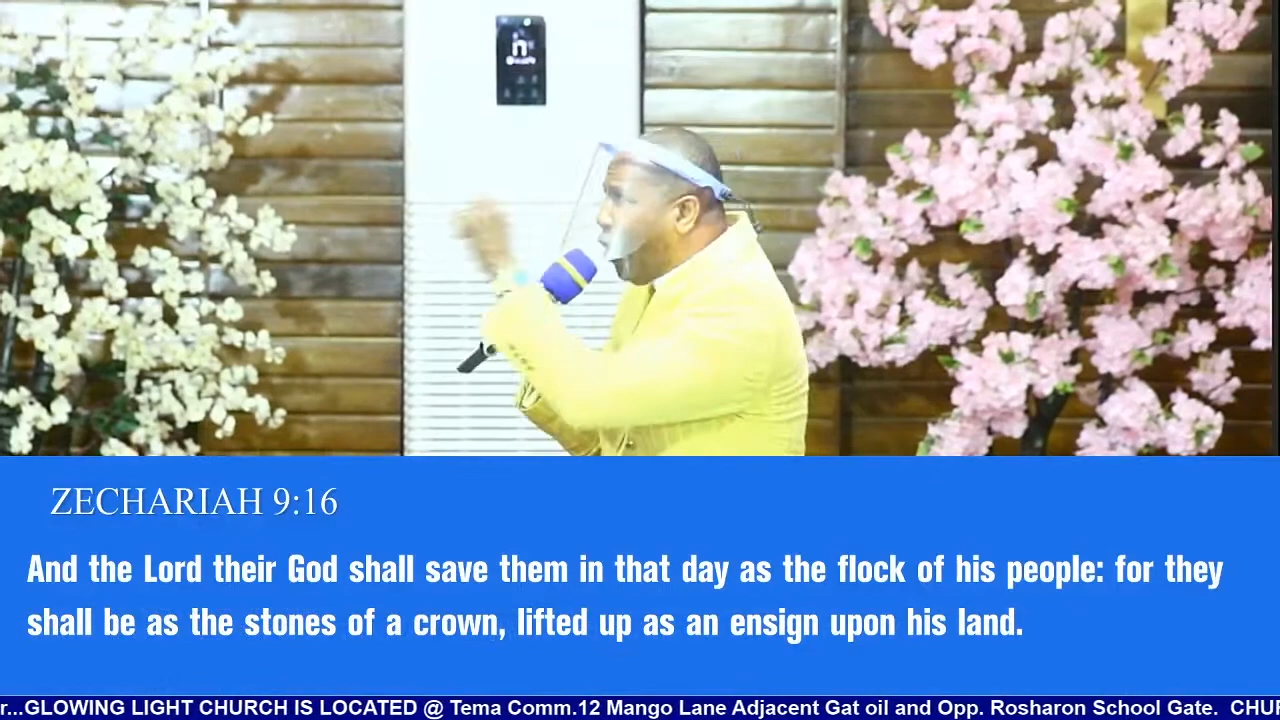 ZECHARIAH 9:16
And the Lord their God shall save them in that day as the flock of his people: for they
shall be as the stones of a crown, lifted up as an ensign upon his land.
r...GLOWING LIGHT CHURCH IS LOCATED @ Tema Comm.12 Mango Lane Adjacent Gat oil and Opp. Rosharon School Gate. CHUR